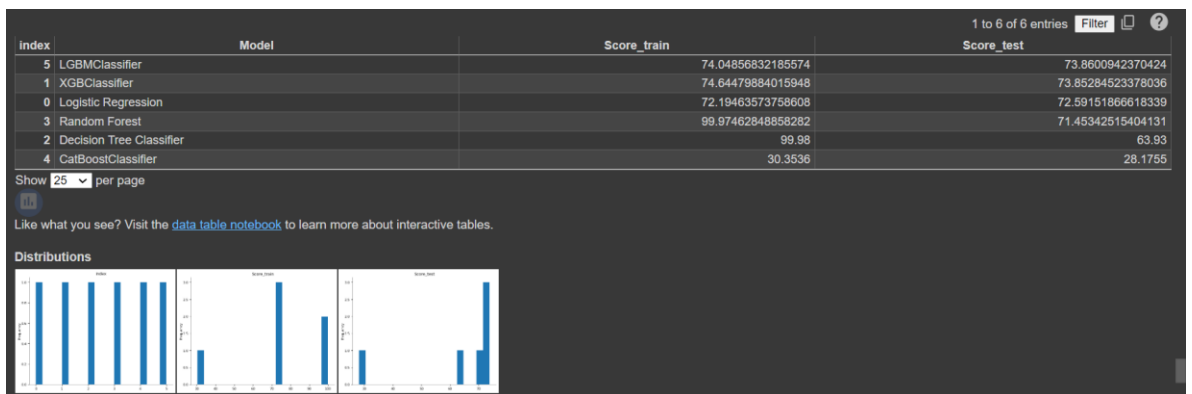 1 to 6 of 6 entries Filter
index Model Score_train Score_test
5 LGBMClassifier 74.04856832185574 73.8600942370424
1 XGBClassifier 74.64479884015948 73.85284523378036
0 Logistic Regression 72.19463573758608 72.59151866618339
3 Random Forest 99.97462848858282 71.45342515404131
2 Decision Tree Classifier 99.98 63.93
4 CatBoostClassifier 30.3536 28.1755
Show 25 per page
Like what you see? Visit the data table notebook to learn more about interactive tables.
Distributions
index Score_train Score_test